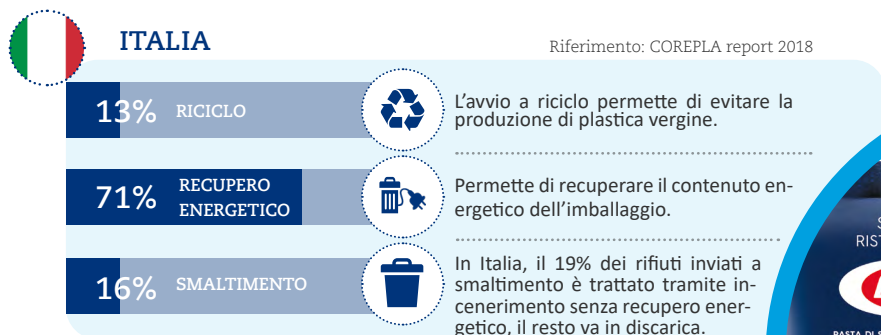 ITALIA
Riferimento: COREPLA report 2018
13% RICICLO
L'avvio a riciclo permette di evitare la
produzione di plastica vergine.
71% RECUPERO
ENERGETICO
Permette di recuperare il contenuto en-
ergetico dell'imballaggio.
16% SMALTIMENTO
In Italia, il 19% dei rifiuti inviati a
smaltimento è trattato tramite in-
cenerimento senza recupero ener-
getico, il resto va in discarica.
PASTA DI